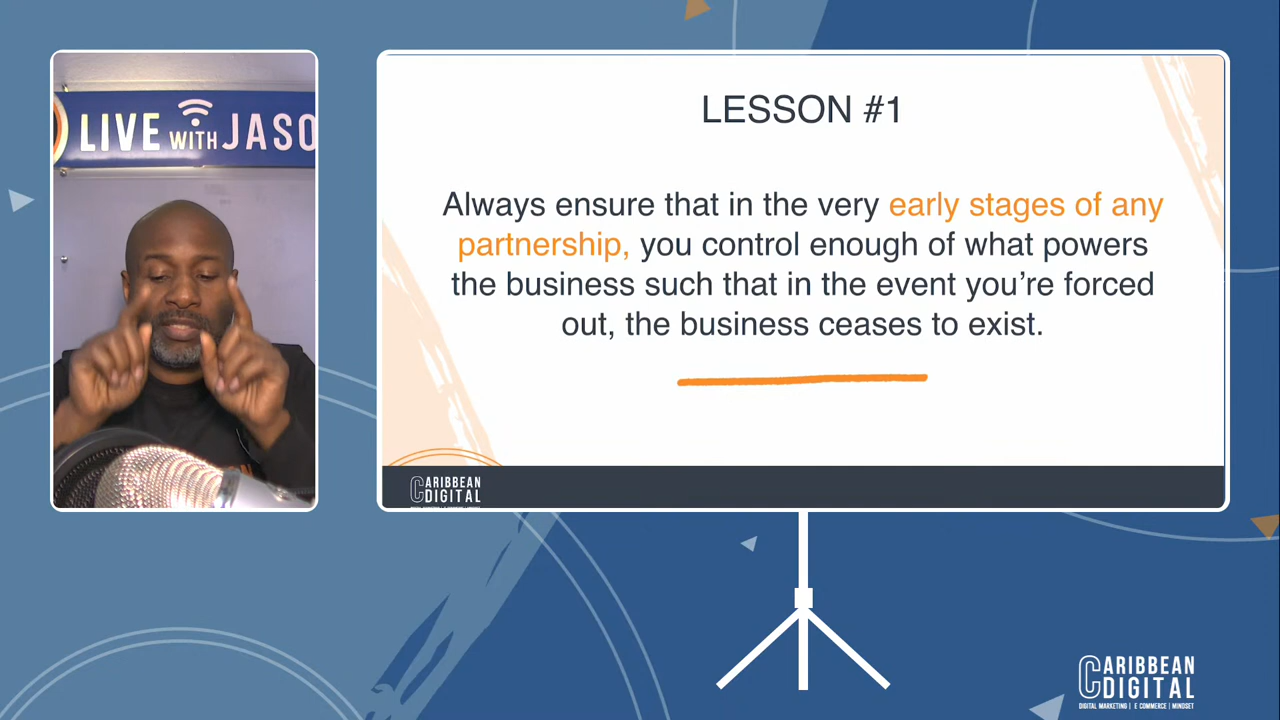 LIVE WITH JASO
LESSON #1
Always ensure that in the very early stages of any
partnership, you control enough of what powers
the business such that in the event you’re forced
out, the business ceases to exist.
CARIBBEAN
DIGITAL
CARIBBEAN
DIGITAL
DIGITAL MARKETING | E COMMERCE | MINDSET